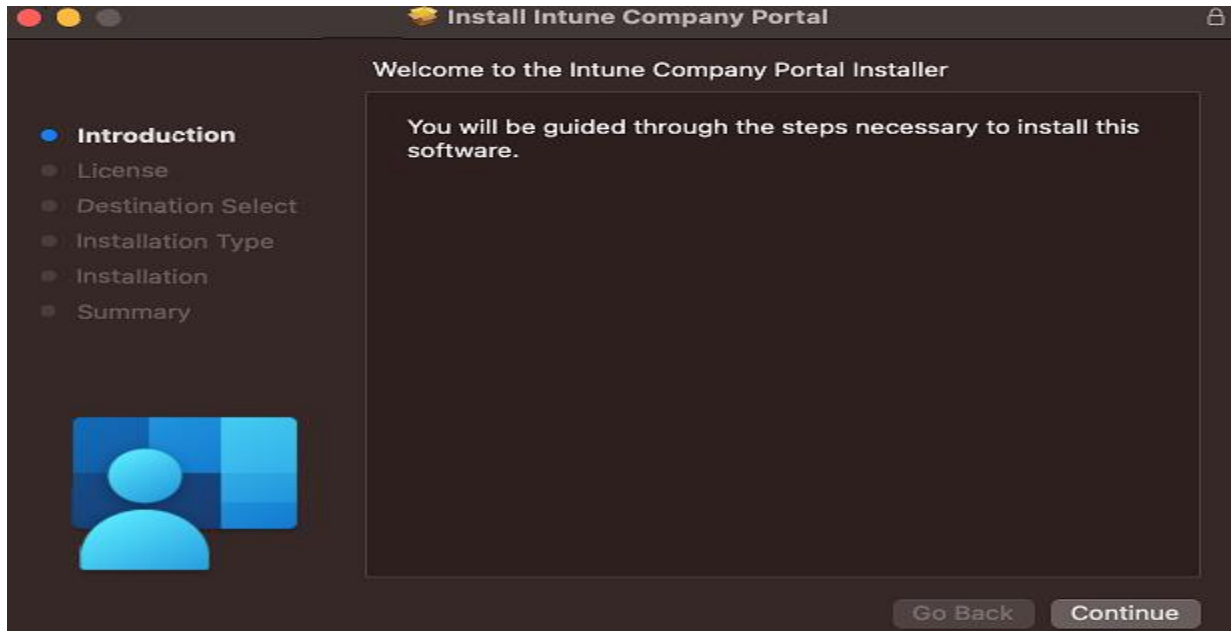 Install Intune Company Portal
Welcome to the Intune Company Portal Installer
Introduction
License
Destination Select
Installation Type
Installation
Summary
You will be guided through the steps necessary to install this
software.
Go Back
Continue